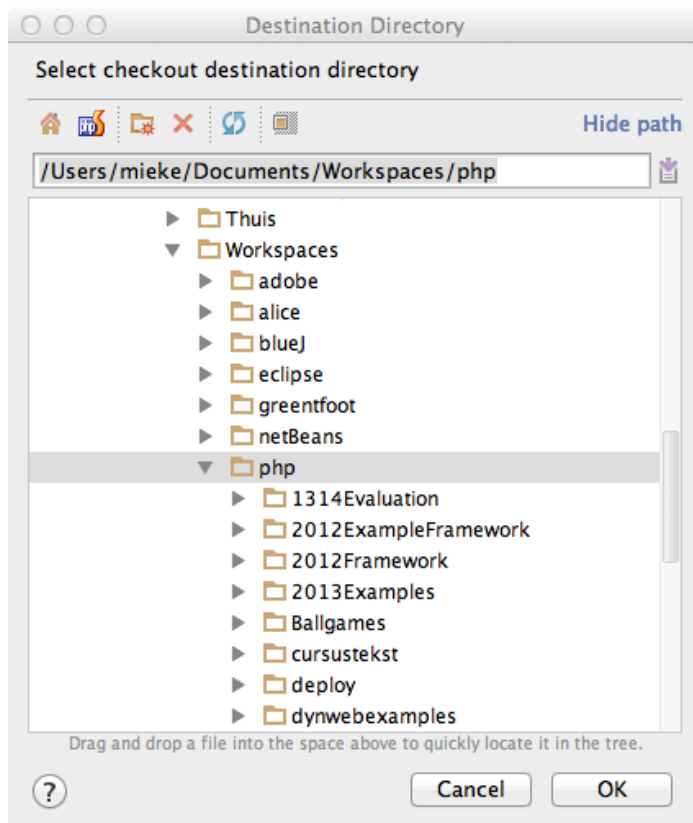 Destination Directory
Select checkout destination directory
Hide path
/Users/mieke/Documents/Workspaces/php
Thuis
Workspaces
adobe
alice
blueJ
eclipse
greentfoot
netBeans
php
1314Evaluation
2012ExampleFramework
2012Framework
2013Examples
Ballgames
cursustekst
deploy
dynwebexamples
Drag and drop a file into the space above to quickly locate it in the tree.
? Cancel OK